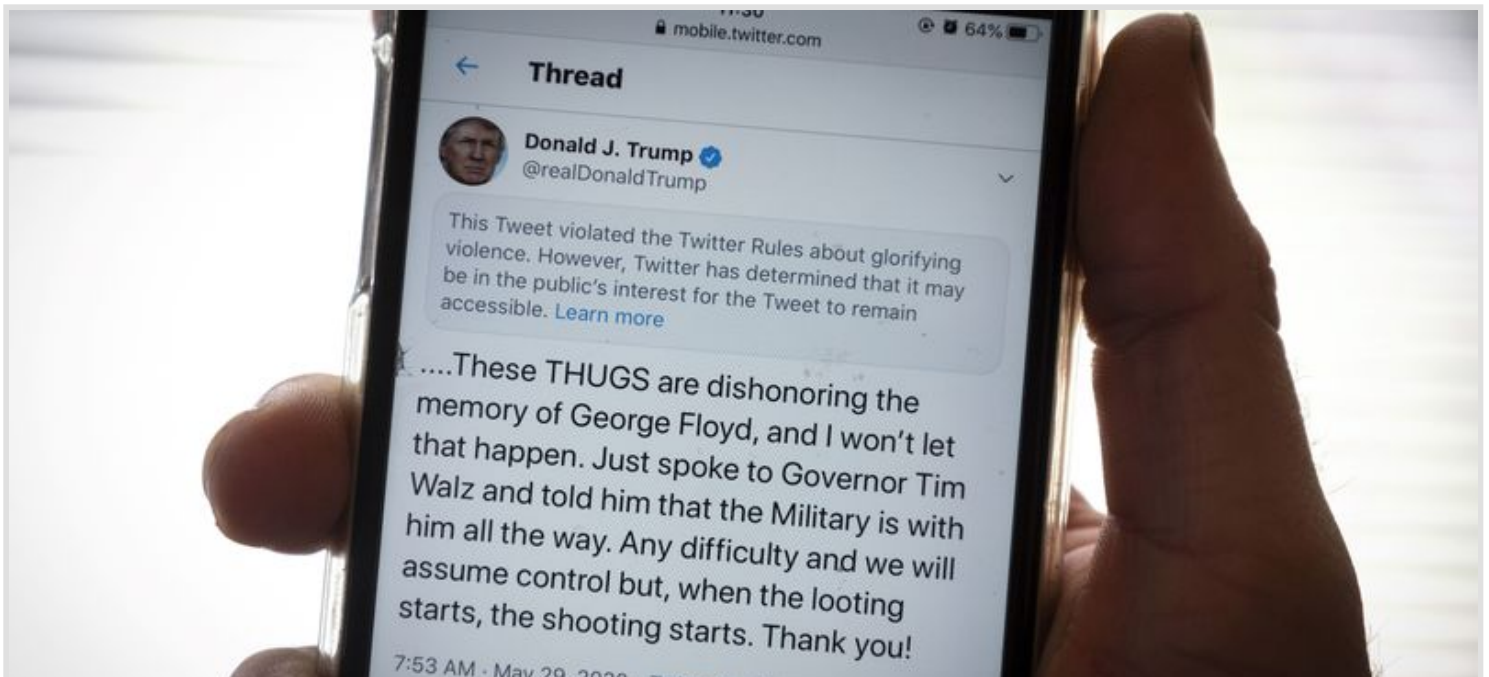 mobile.twitter.com
64%
Thread
Donald J. Trump
@realDonaldTrump
This Tweet violated the Twitter Rules about glorifying
violence. However, Twitter has determined that it may
be in the public's interest for the Tweet to remain
accessible. Learn more
....These THUGS are dishonoring the
memory of George Floyd, and I won't let
that happen. Just spoke to Governor Tim
Walz and told him that the Military is with
him all the way. Any difficulty and we will
assume control but, when the looting
starts, the shooting starts. Thank you!
7:53 AM · May 29, 2020